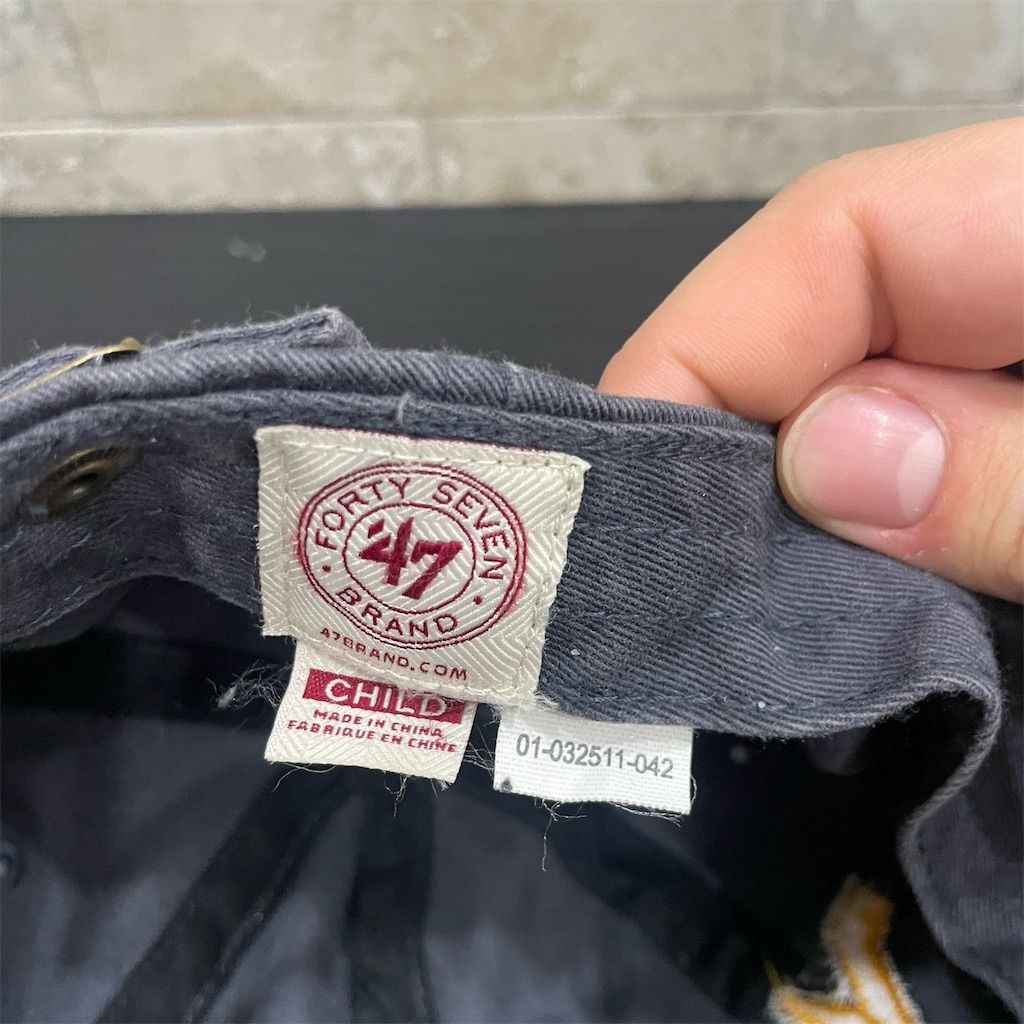 FORTY SEVEN
'47
BRAND
47BRAND.COM
CHILD
MADE IN CHINA
FABRIQUE EN CHINE
01-032511-042